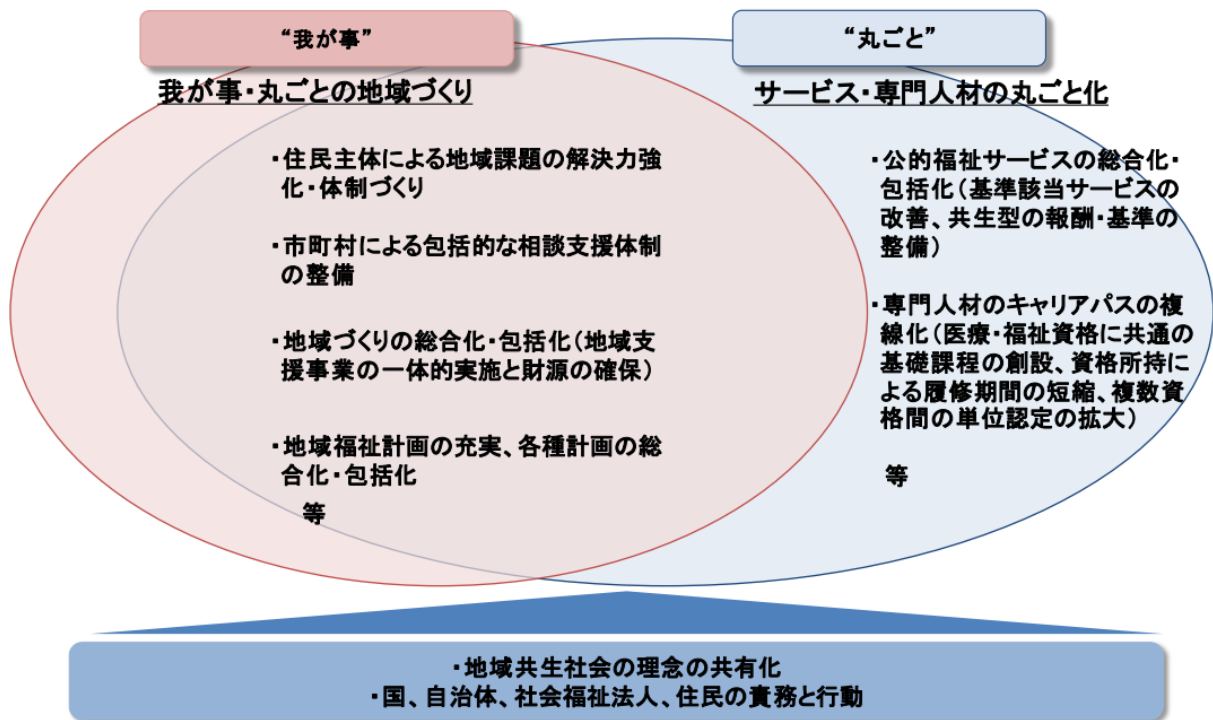 “我が事”
我が事・丸ごとの地域づくり
・住民主体による地域課題の解決力強
化・体制づくり
・市町村による包括的な相談支援体制
の整備
・地域づくりの総合化・包括化（地域支
援事業の一体的実施と財源の確保）
・地域福祉計画の充実、各種計画の総
合化・包括化
等
“丸ごと”
サービス・専門人材の丸ごと化
・公的福祉サービスの総合化・
包括化（基準該当サービスの
改善、共生型の報酬・基準の
整備）
・専門人材のキャリアパスの複
線化（医療・福祉資格に共通の
基礎課程の創設、資格所持に
よる履修期間の短縮、複数資
格間の単位認定の拡大）
等
・地域共生社会の理念の共有化
・国、自治体、社会福祉法人、住民の責務と行動